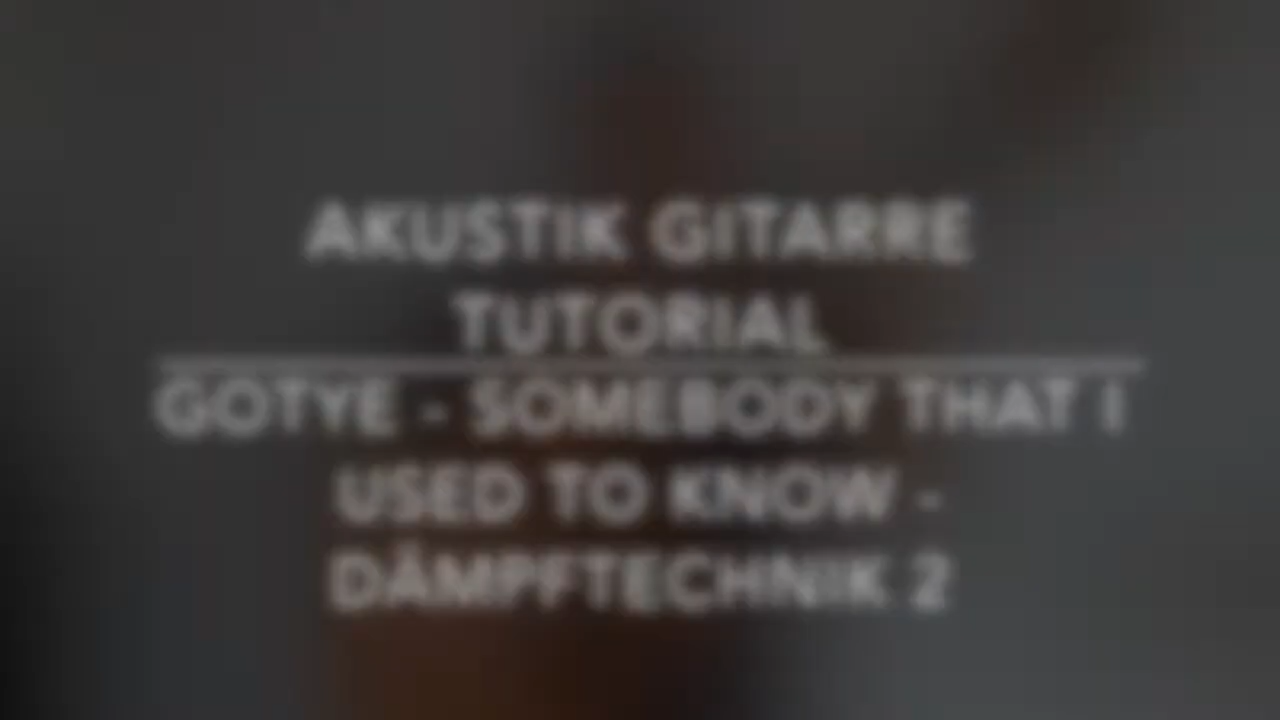 AKUSTIK GITARRE
TUTORIAL
GOTYE - SOMEBODY THAT I
USED TO KNOW -
DÄMPFTECHNIK 2